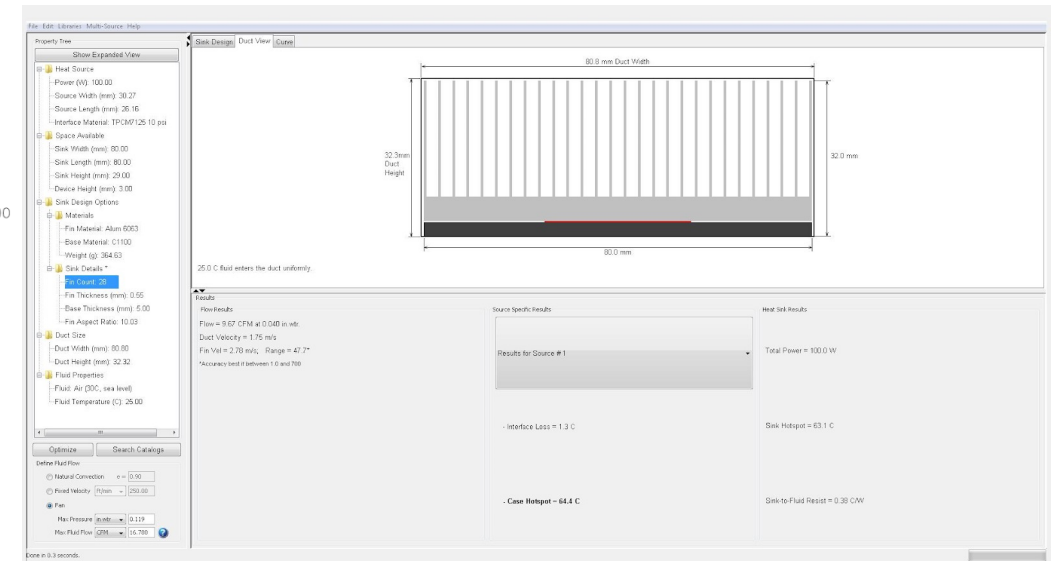 File Edit Libraries Multi-Source Help
Property Tree
Show Expanded View
Heat Source
Power (W): 100.00
Source Width (mm): 30.27
Source Length (mm): 26.16
Interface Material: TPCM7125 10 psi
Space Available
Sink Width (mm): 80.00
Sink Length (mm): 80.00
Sink Height (mm): 29.00
Device Height (mm): 3.00
Sink Design Options
Materials
Fin Material: Alum 6063
Base Material: C1100
Weight (g): 364.63
Sink Details *
Fin Count: 28
Fin Thickness (mm): 0.55
Base Thickness (mm): 5.00
Fin Aspect Ratio: 10.03
Duct Size
Duct Width (mm): 80.80
Duct Height (mm): 32.32
Fluid Properties
Fluid: Air (30C, sea level)
Fluid Temperature (C): 25.00
Optimize
Search Catalogs
Define Fluid Flow
Natural Convection e = 0.90
Fixed Velocity ft/min 250.00
Fan
Max Pressure in.wtr. 0.119
Max Fluid Flow CFM 16.788
Done in 0.3 seconds.
Sink Design Duct View Curve
80.8 mm Duct Width
32.3mm
Duct
Height
32.0 mm
80.0 mm
25.0 C fluid enters the duct uniformly.
Results
Flow Results
Flow = 9.67 CFM at 0.040 in.wtr.
Duct Velocity = 1.75 m/s
Fin Vel = 2.78 m/s; Range = 47.7*
*Accuracy best if between 1.0 and 700
Source Specific Results
Results for Source # 1
- Interface Loss = 1.3 C
- Case Hotspot = 64.4 C
Heat Sink Results
Total Power = 100.0 W
Sink Hotspot = 63.1 C
Sink-to-Fluid Resist = 0.38 C/W